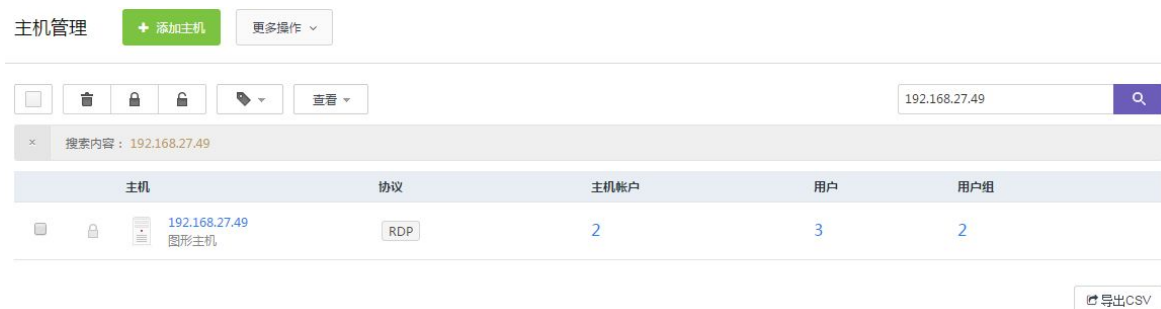 主机管理 + 添加主机 更多操作
查看 192.168.27.49
× 搜索内容： 192.168.27.49
主机 协议 主机帐户 用户 用户组
192.168.27.49
图形主机 RDP 2 3 2
导出CSV